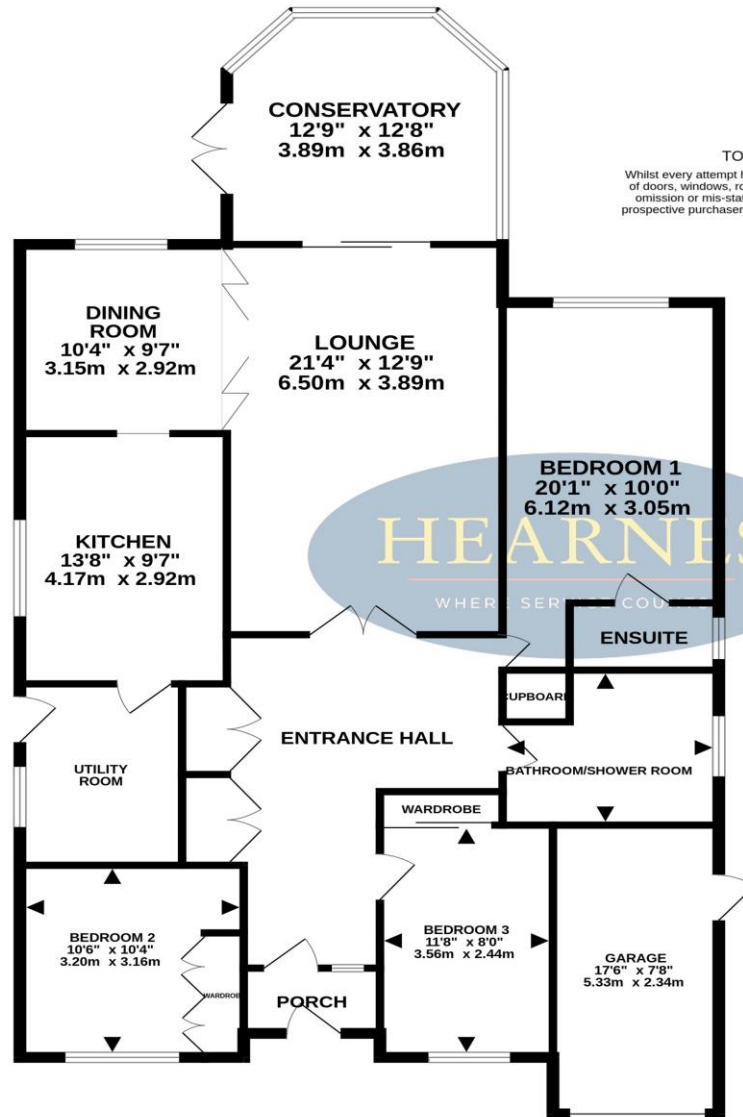 CONSERVATORY
12'9" x 12'8"
3.89m x 3.86m
TO
Whilst every attempt h
of doors, windows, ro
omission or mis-stat
prospective purchaser
DINING
ROOM
10'4" x 9'7"
3.15m x 2.92m
LOUNGE
21'4" x 12'9"
6.50m x 3.89m
BEDROOM 1
20'1" x 10'0"
6.12m x 3.05m
HEARNES
WHERE SERVICE COU
KITCHEN
13'8" x 9'7"
4.17m x 2.92m
ENSUITE
CUPBOARD
ENTRANCE HALL
BATHROOM/SHOWER ROOM
UTILITY
ROOM
WARDROBE
BEDROOM 2
10'6" x 10'4"
3.20m x 3.16m
WARDROBE
BEDROOM 3
11'8" x 8'0"
3.56m x 2.44m
GARAGE
17'6" x 7'8"
5.33m x 2.34m
PORCH